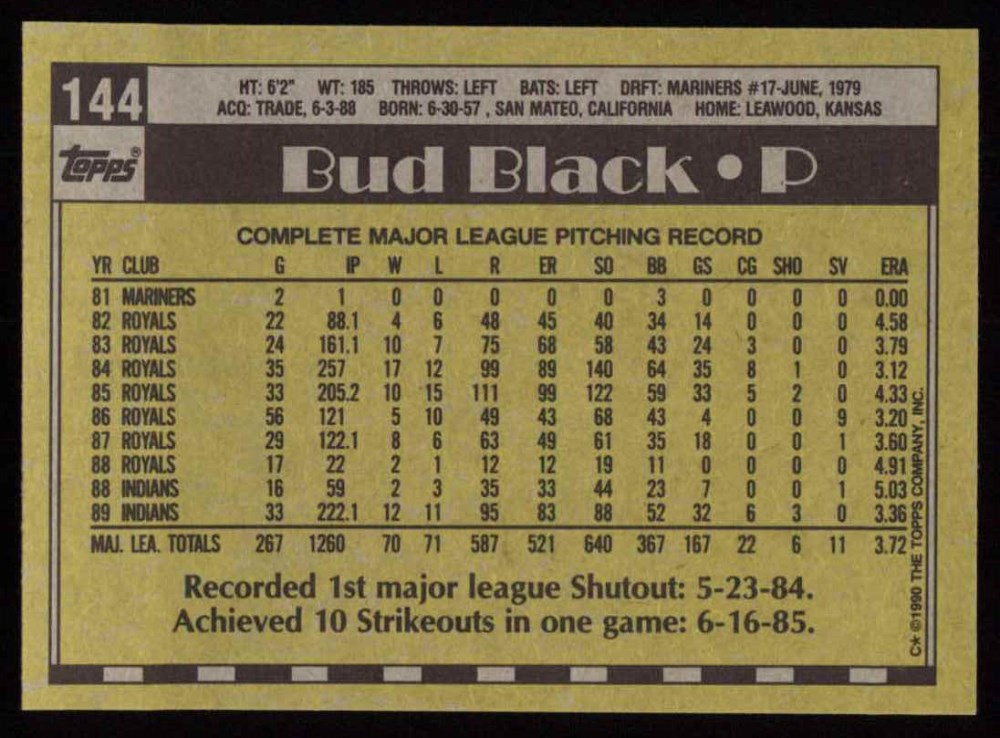 144
HT: 6'2" WT: 185 THROWS: LEFT BATS: LEFT DRFT: MARINERS #17-JUNE, 1979
ACQ: TRADE, 6-3-88 BORN: 6-30-57 , SAN MATEO, CALIFORNIA HOME: LEAWOOD, KANSAS
topps®
Bud Black • P
COMPLETE MAJOR LEAGUE PITCHING RECORD
YR CLUB G IP W L R ER SO BB GS CG SHO SV ERA
81 MARINERS 2 1 0 0 0 0 0 3 0 0 0 0 0.00
82 ROYALS 22 88.1 4 6 48 45 40 34 14 0 0 0 4.58
83 ROYALS 24 161.1 10 7 75 68 58 43 24 3 0 0 3.79
84 ROYALS 35 257 17 12 99 89 140 64 35 8 1 0 3.12
85 ROYALS 33 205.2 10 15 111 99 122 59 33 5 2 0 4.33
86 ROYALS 56 121 5 10 49 43 68 43 4 0 0 9 3.20
87 ROYALS 29 122.1 8 6 63 49 61 35 18 0 0 1 3.60
88 ROYALS 17 22 2 1 12 12 19 11 0 0 0 0 4.91
88 INDIANS 16 59 2 3 35 33 44 23 7 0 0 1 5.03
89 INDIANS 33 222.1 12 11 95 83 88 52 32 6 3 0 3.36
MAJ. LEA. TOTALS 267 1260 70 71 587 521 640 367 167 22 6 11 3.72
Recorded 1st major league Shutout: 5-23-84.
Achieved 10 Strikeouts in one game: 6-16-85.
C* ©1990 THE TOPPS COMPANY, INC.